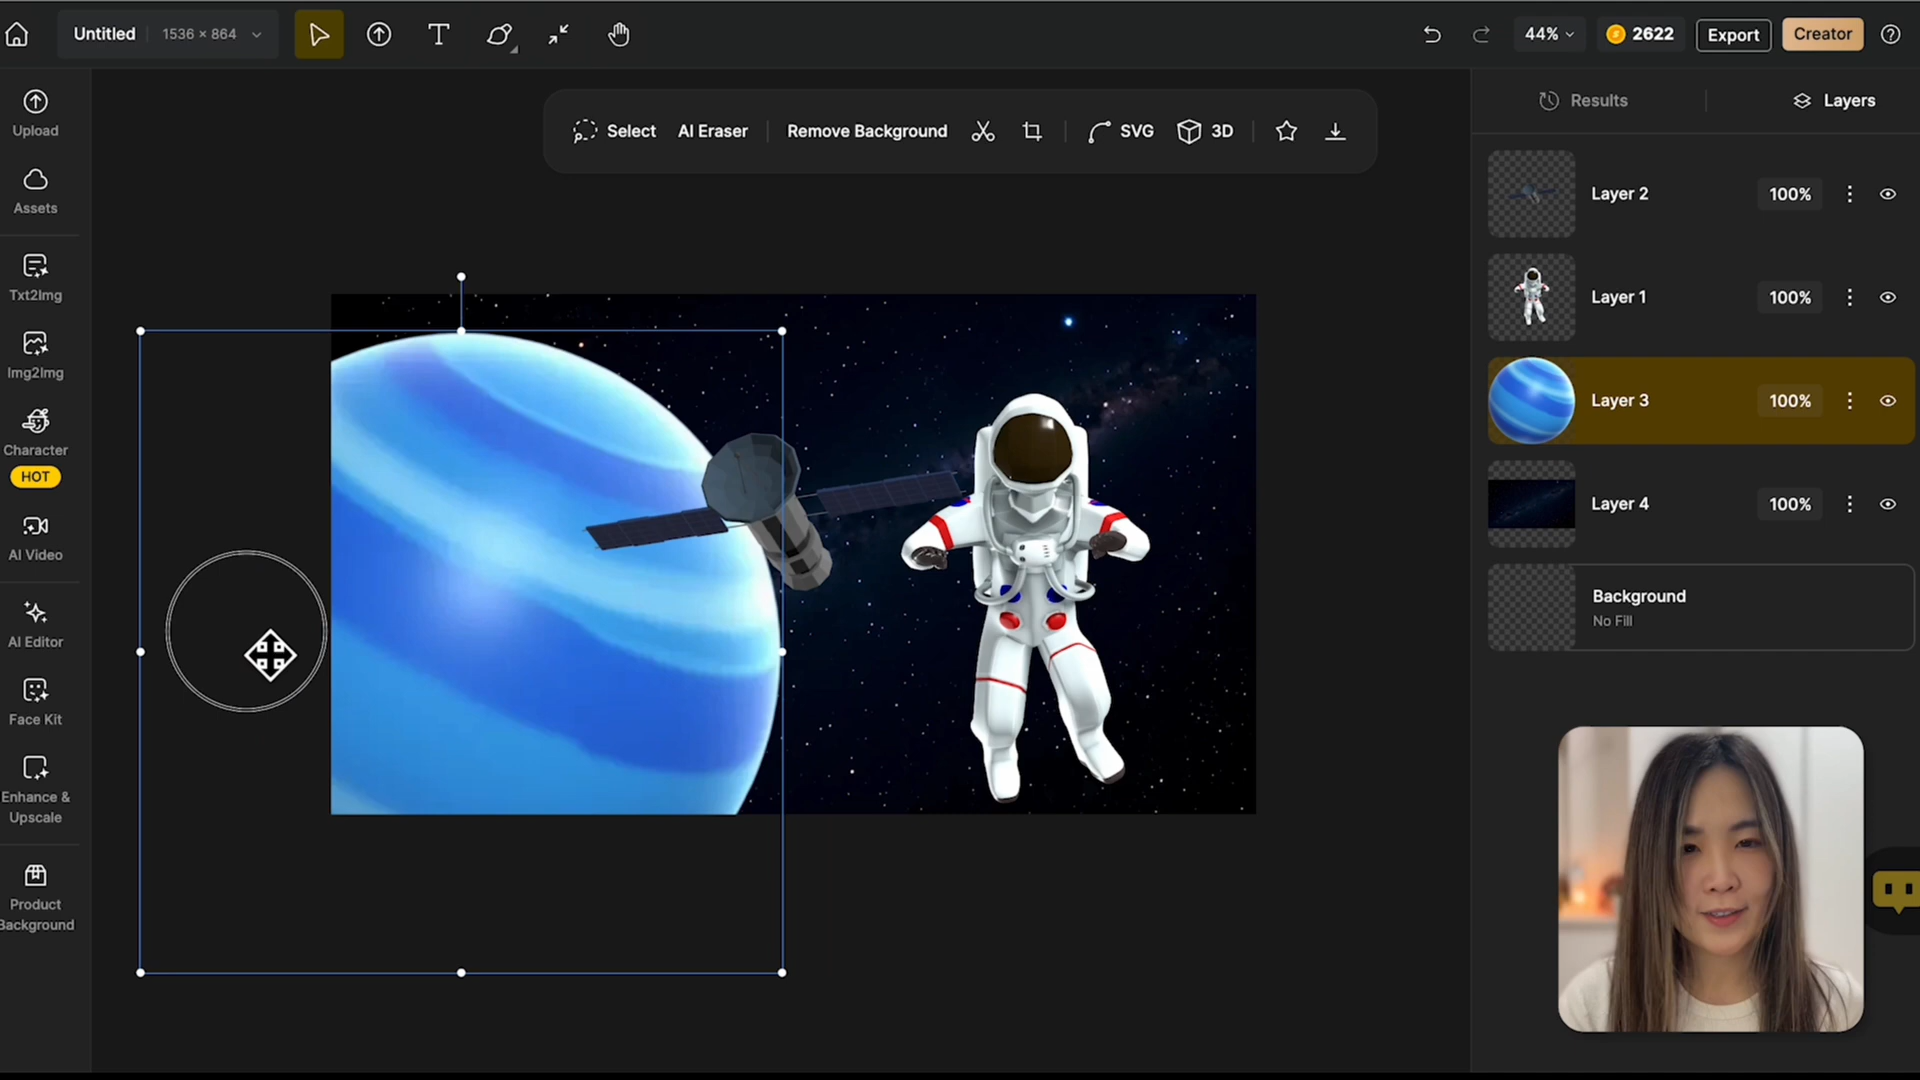 Untitled 1536 × 864
44% 2622 Export Creator
Upload
Assets
Txt2Img
Img2Img
Character
HOT
AI Video
AI Editor
Face Kit
Enhance &
Upscale
Product
Background
Select AI Eraser Remove Background SVG 3D
Results Layers
Layer 2 100%
Layer 1 100%
Layer 3 100%
Layer 4 100%
Background
No Fill